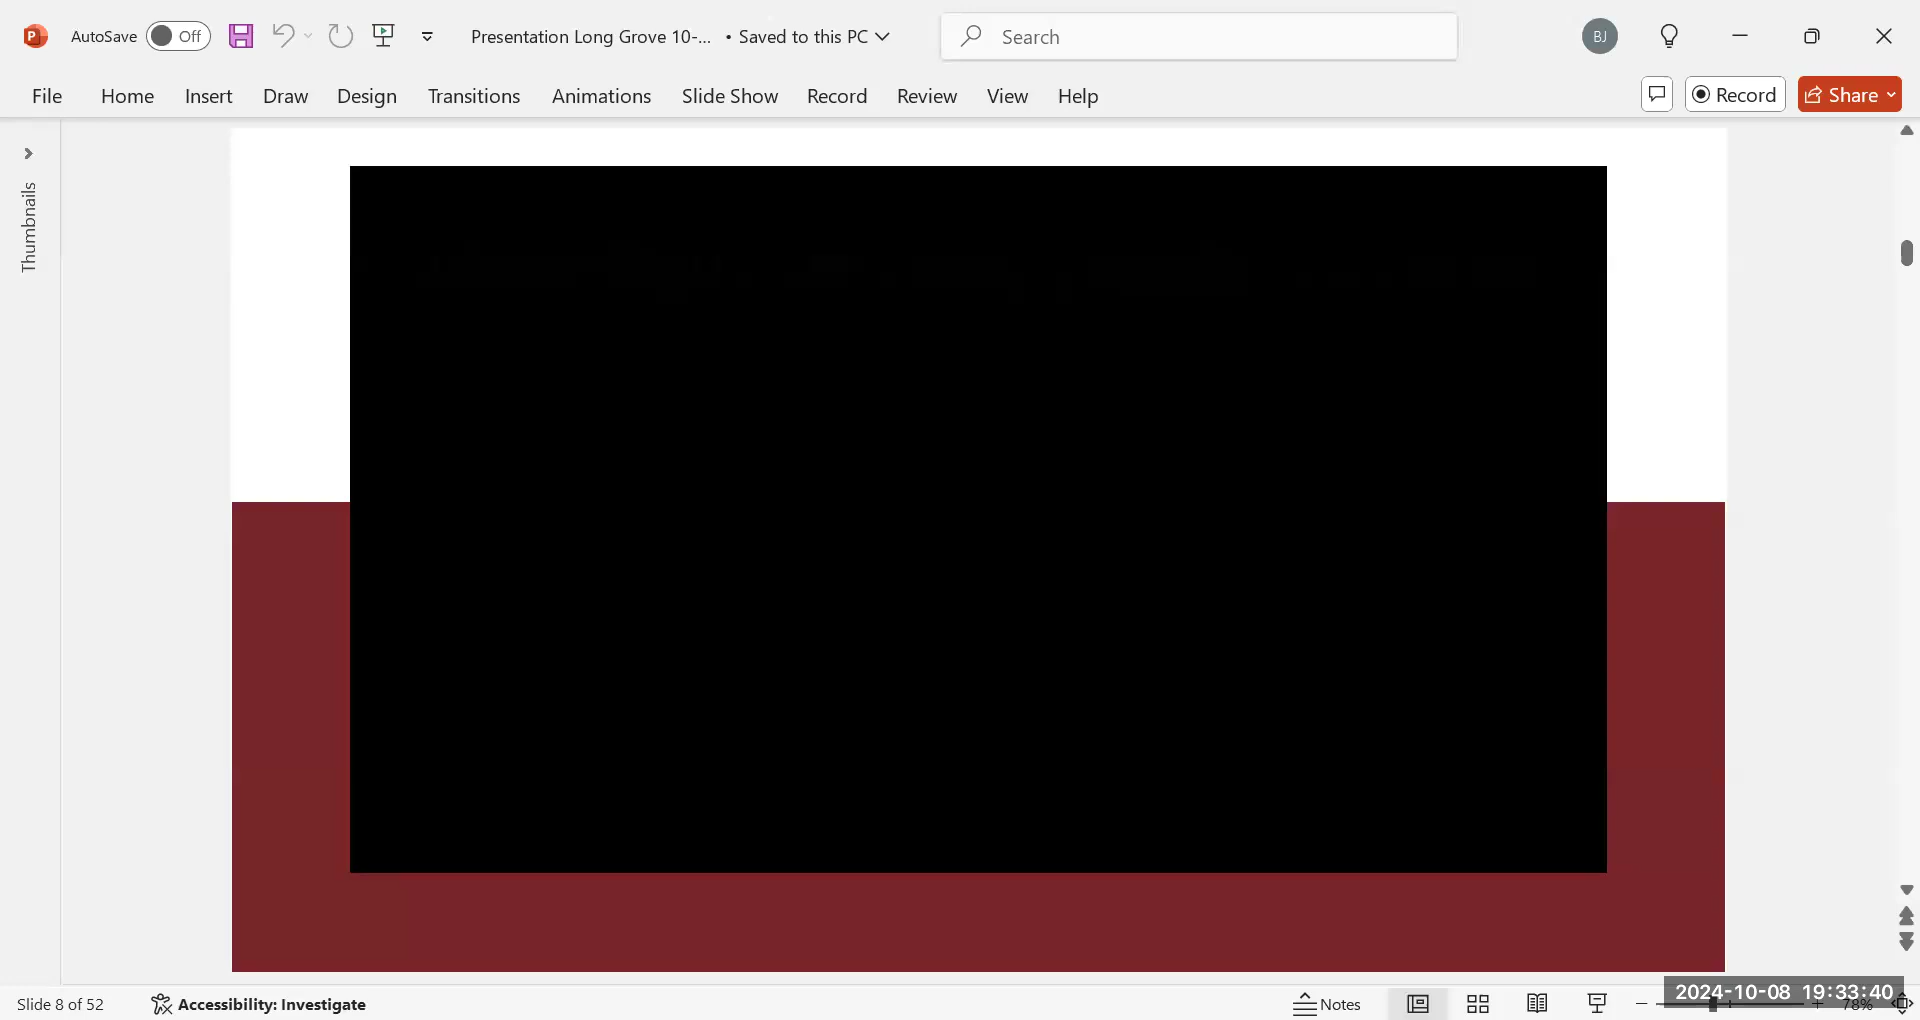 AutoSave Off Presentation Long Grove 10-... • Saved to this PC Search BJ
File Home Insert Draw Design Transitions Animations Slide Show Record Review View Help Record Share
Thumbnails
Slide 8 of 52 Accessibility: Investigate Notes 78%
2024-10-08 19:33:40